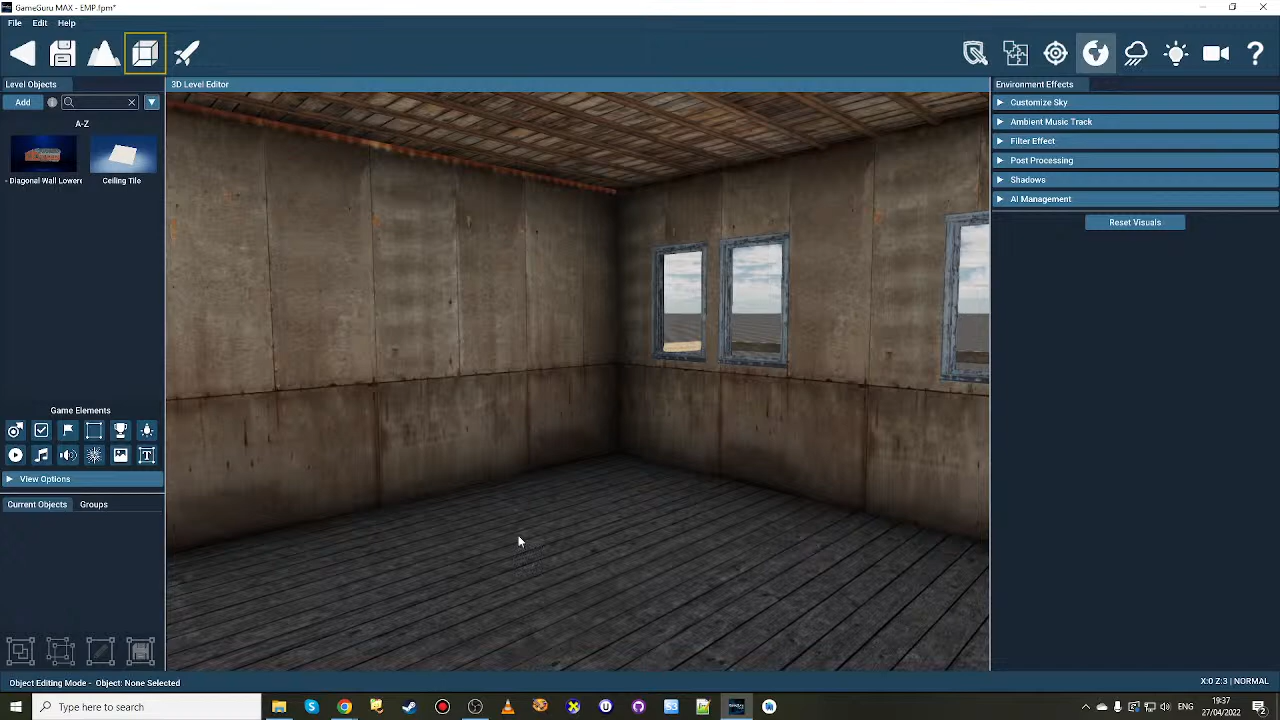 GameGuru MAX - EMP.fpm*
File Edit Help
Level Objects
3D Level Editor
Environment Effects
Add
A-Z
- Diagonal Wall Lowere
Ceiling Tile
Customize Sky
Ambient Music Track
Filter Effect
Post Processing
Shadows
AI Management
Reset Visuals
Game Elements
View Options
Current Objects Groups
Object Editing Mode - Object: None Selected
X:0 Z:3 | NORMAL
Type here to search
19:37
27/04/2022